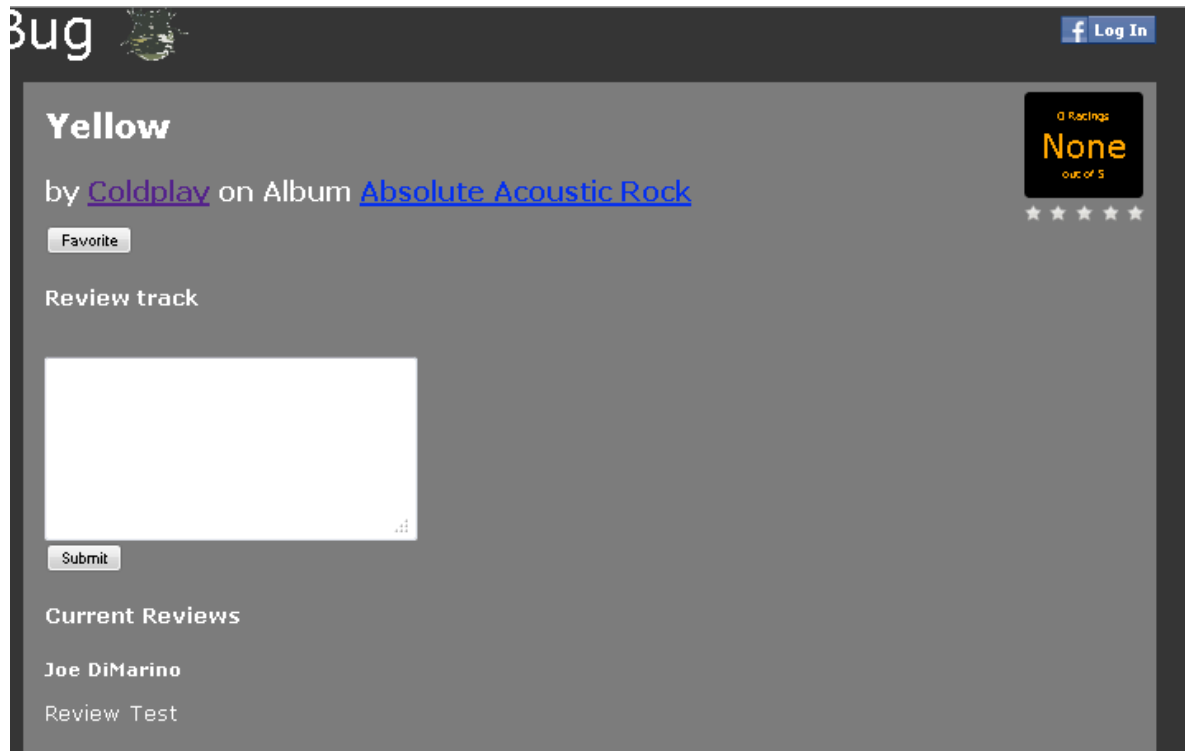 Bug
f Log In
Yellow
0 Ratings
None
out of 5
by Coldplay on Album Absolute Acoustic Rock
Favorite
Review track
Submit
Current Reviews
Joe DiMarino
Review Test